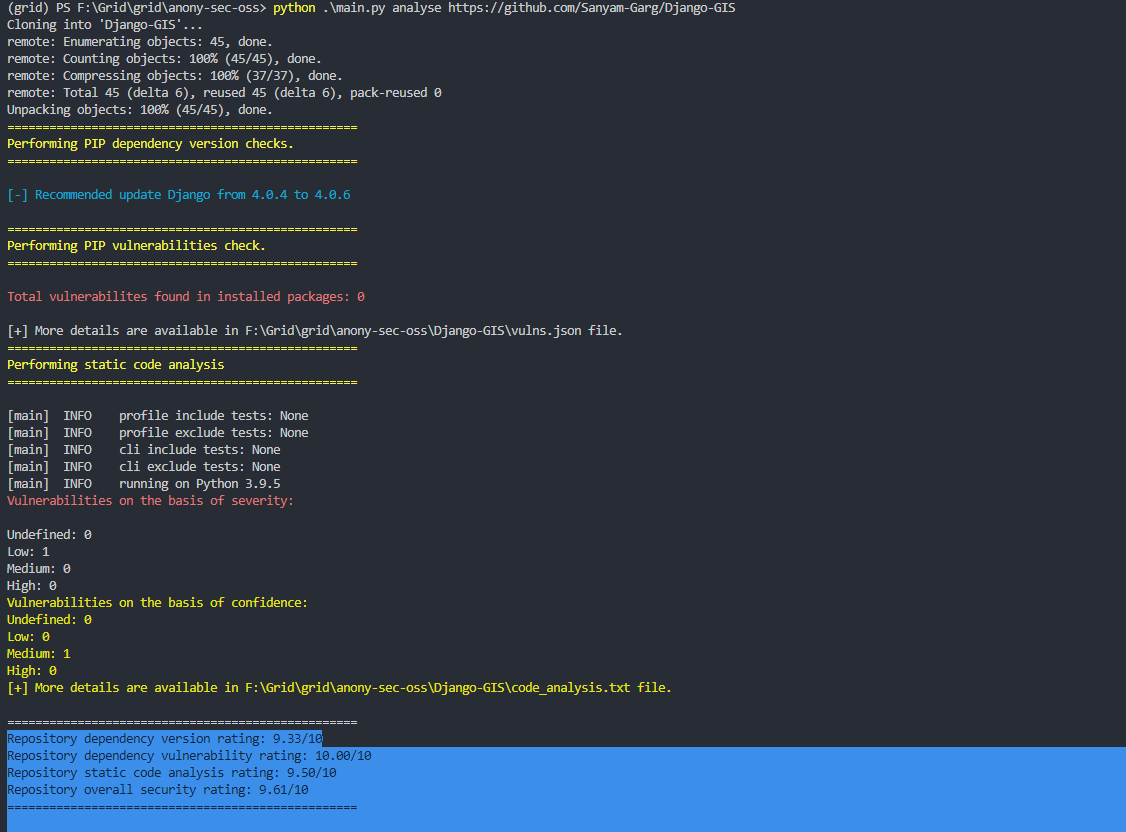 (grid) PS F:\Grid\grid\anony-sec-oss> python .\main.py analyse https://github.com/Sanyam-Garg/Django-GIS
Cloning into 'Django-GIS'...
remote: Enumerating objects: 45, done.
remote: Counting objects: 100% (45/45), done.
remote: Compressing objects: 100% (37/37), done.
remote: Total 45 (delta 6), reused 45 (delta 6), pack-reused 0
Unpacking objects: 100% (45/45), done.
==================================================
Performing PIP dependency version checks.
==================================================
[-] Recommended update Django from 4.0.4 to 4.0.6
==================================================
Performing PIP vulnerabilities check.
==================================================
Total vulnerabilites found in installed packages: 0
[+] More details are available in F:\Grid\grid\anony-sec-oss\Django-GIS\vulns.json file.
==================================================
Performing static code analysis
==================================================
[main]  INFO    profile include tests: None
[main]  INFO    profile exclude tests: None
[main]  INFO    cli include tests: None
[main]  INFO    cli exclude tests: None
[main]  INFO    running on Python 3.9.5
Vulnerabilities on the basis of severity:
Undefined: 0
Low: 1
Medium: 0
High: 0
Vulnerabilities on the basis of confidence:
Undefined: 0
Low: 0
Medium: 1
High: 0
[+] More details are available in F:\Grid\grid\anony-sec-oss\Django-GIS\code_analysis.txt file.
==================================================
Repository dependency version rating: 9.33/10
Repository dependency vulnerability rating: 10.00/10
Repository static code analysis rating: 9.50/10
Repository overall security rating: 9.61/10
==================================================